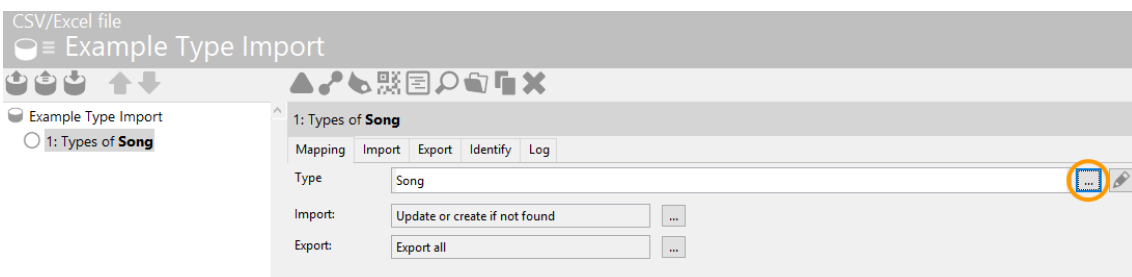 CSV/Excel file
Example Type Import
Example Type Import
1: Types of Song
1: Types of Song
Mapping Import Export Identify Log
Type Song ...
Import: Update or create if not found ...
Export: Export all ...